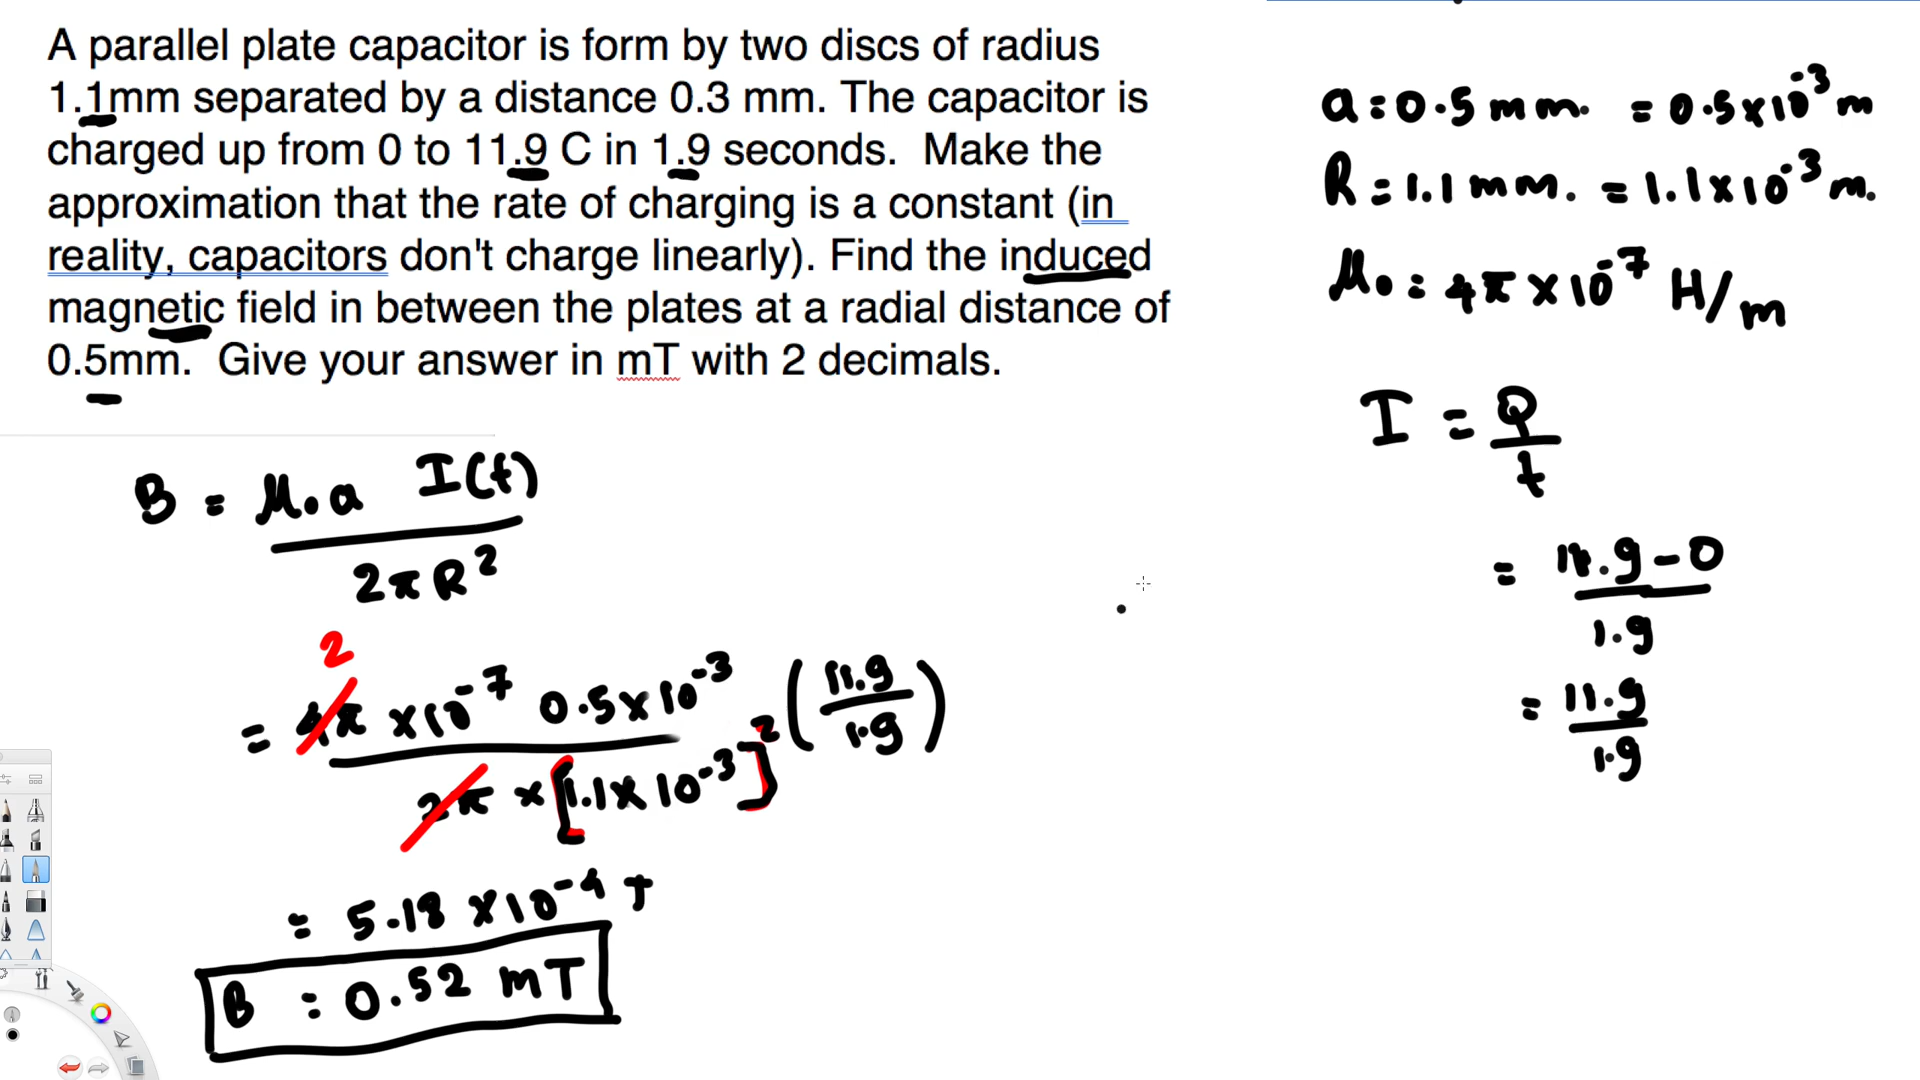 A parallel plate capacitor is form by two discs of radius
1.1mm separated by a distance 0.3 mm. The capacitor is
charged up from 0 to 11.9 C in 1.9 seconds. Make the
approximation that the rate of charging is a constant (in
reality, capacitors don't charge linearly). Find the induced
magnetic field in between the plates at a radial distance of
0.5mm. Give your answer in mT with 2 decimals.
B = μ₀a I(t)
2πR²
2
= 4π × 10⁻⁷ 0.5×10⁻³ (11.9/1.9)
2π × [1.1×10⁻³]²
= 5.18 × 10⁻⁴ T
B = 0.52 mT
a = 0.5 mm. = 0.5×10⁻³ m
R = 1.1 mm. = 1.1×10⁻³ m.
μ₀ = 4π × 10⁻⁷ H/m
I = Q
t
= 11.9 - 0
1.9
= 11.9
1.9